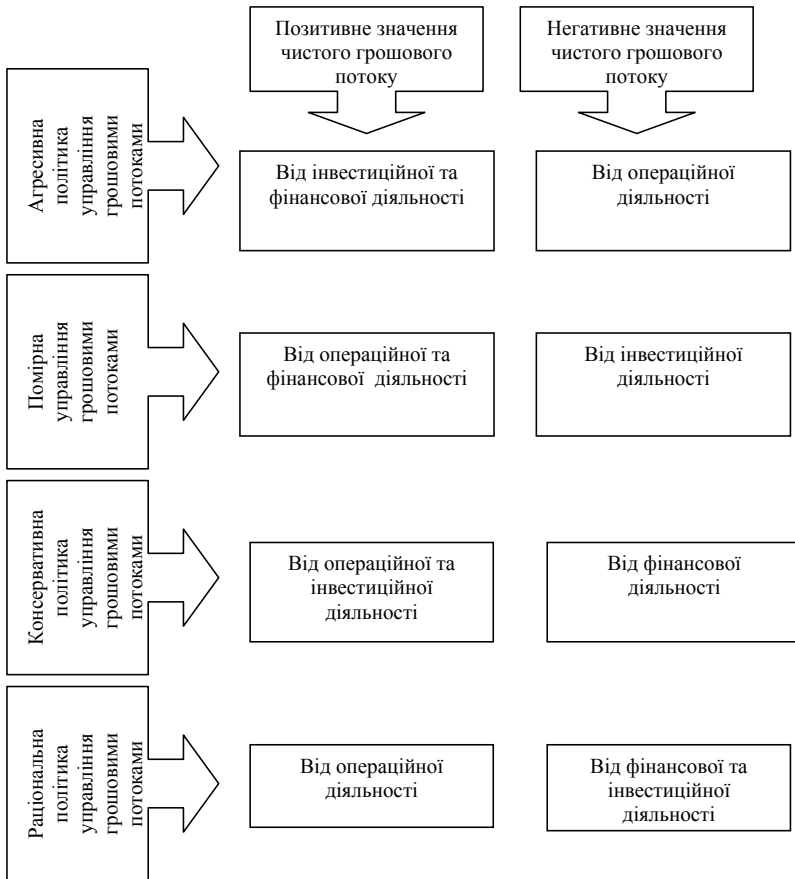 Позитивне значення
чистого грошового
потоку
Негативне значення
чистого грошового
потоку
Агресивна
політика
управління
грошовими
потоками
Від інвестиційної та
фінансової діяльності
Від операційної
діяльності
Помірна
управління
грошовими
потоками
Від операційної та
фінансової діяльності
Від інвестиційної
діяльності
Консервативна
політика
управління
грошовими
потоками
Від операційної та
інвестиційної
діяльності
Від фінансової
діяльності
Раціональна
політика
управління
грошовими
потоками
Від операційної
діяльності
Від фінансової та
інвестиційної
діяльності